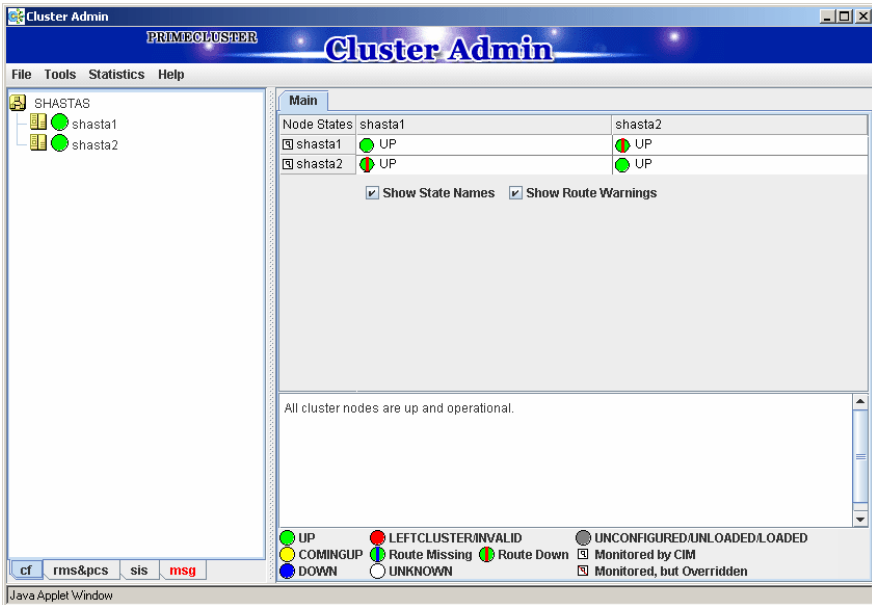 Cluster Admin
PRIMECLUSTER
Cluster Admin
File Tools Statistics Help
SHASTAS
shasta1
shasta2
Main
Node States shasta1 shasta2
shasta1 UP UP
shasta2 UP UP
Show State Names Show Route Warnings
All cluster nodes are up and operational.
UP LEFTCLUSTER/INVALID UNCONFIGURED/UNLOADED/LOADED
COMINGUP Route Missing Route Down Monitored by CIM
DOWN UNKNOWN Monitored, but Overridden
cf rms&pcs sis msg
Java Applet Window